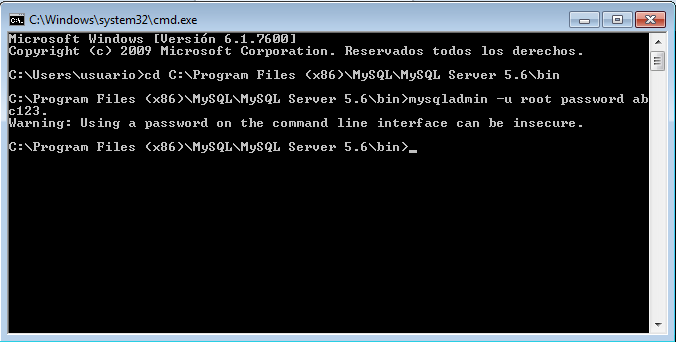 C:\Windows\system32\cmd.exe
Microsoft Windows [Versión 6.1.7600]
Copyright (c) 2009 Microsoft Corporation. Reservados todos los derechos.
C:\Users\usuario>cd C:\Program Files (x86)\MySQL\MySQL Server 5.6\bin
C:\Program Files (x86)\MySQL\MySQL Server 5.6\bin>mysqladmin -u root password ab
c123.
Warning: Using a password on the command line interface can be insecure.
C:\Program Files (x86)\MySQL\MySQL Server 5.6\bin>_